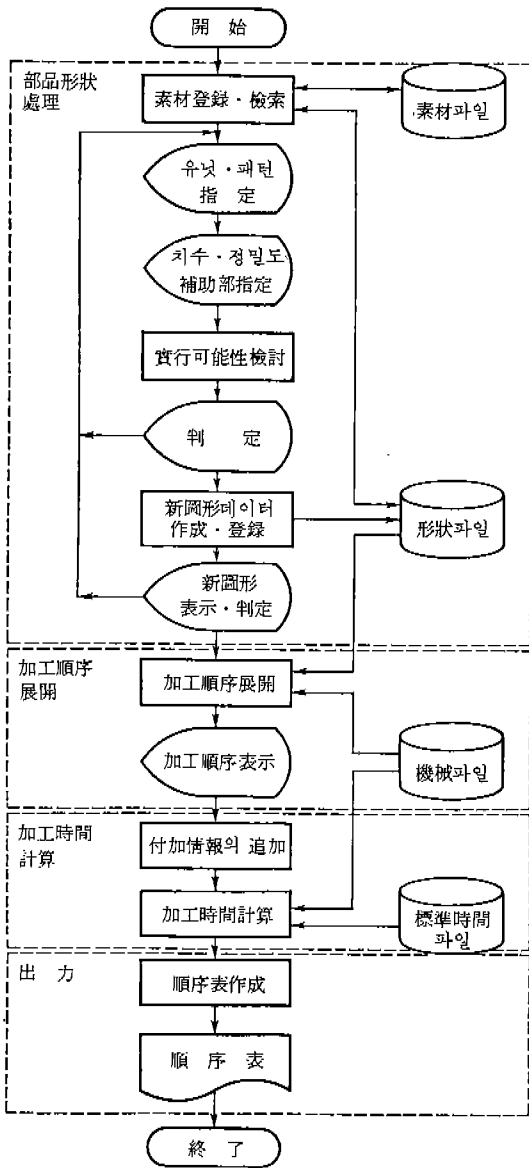 開 始
部品形狀
處理
素材登録·檢索
素材파일
유닛·패턴
指 定
치수·정밀도
補助部指定
實行可能性檢討
判 定
新圖形데이터
作成·登録
形狀파일
新圖形
表示·判定
加工順序
展開
加工順序展開
加工順序表示
機械파일
加工時間
計算
付加情報의 追加
加工時間計算
標準時間
파일
出 力
順序表作成
順 序 表
終 了